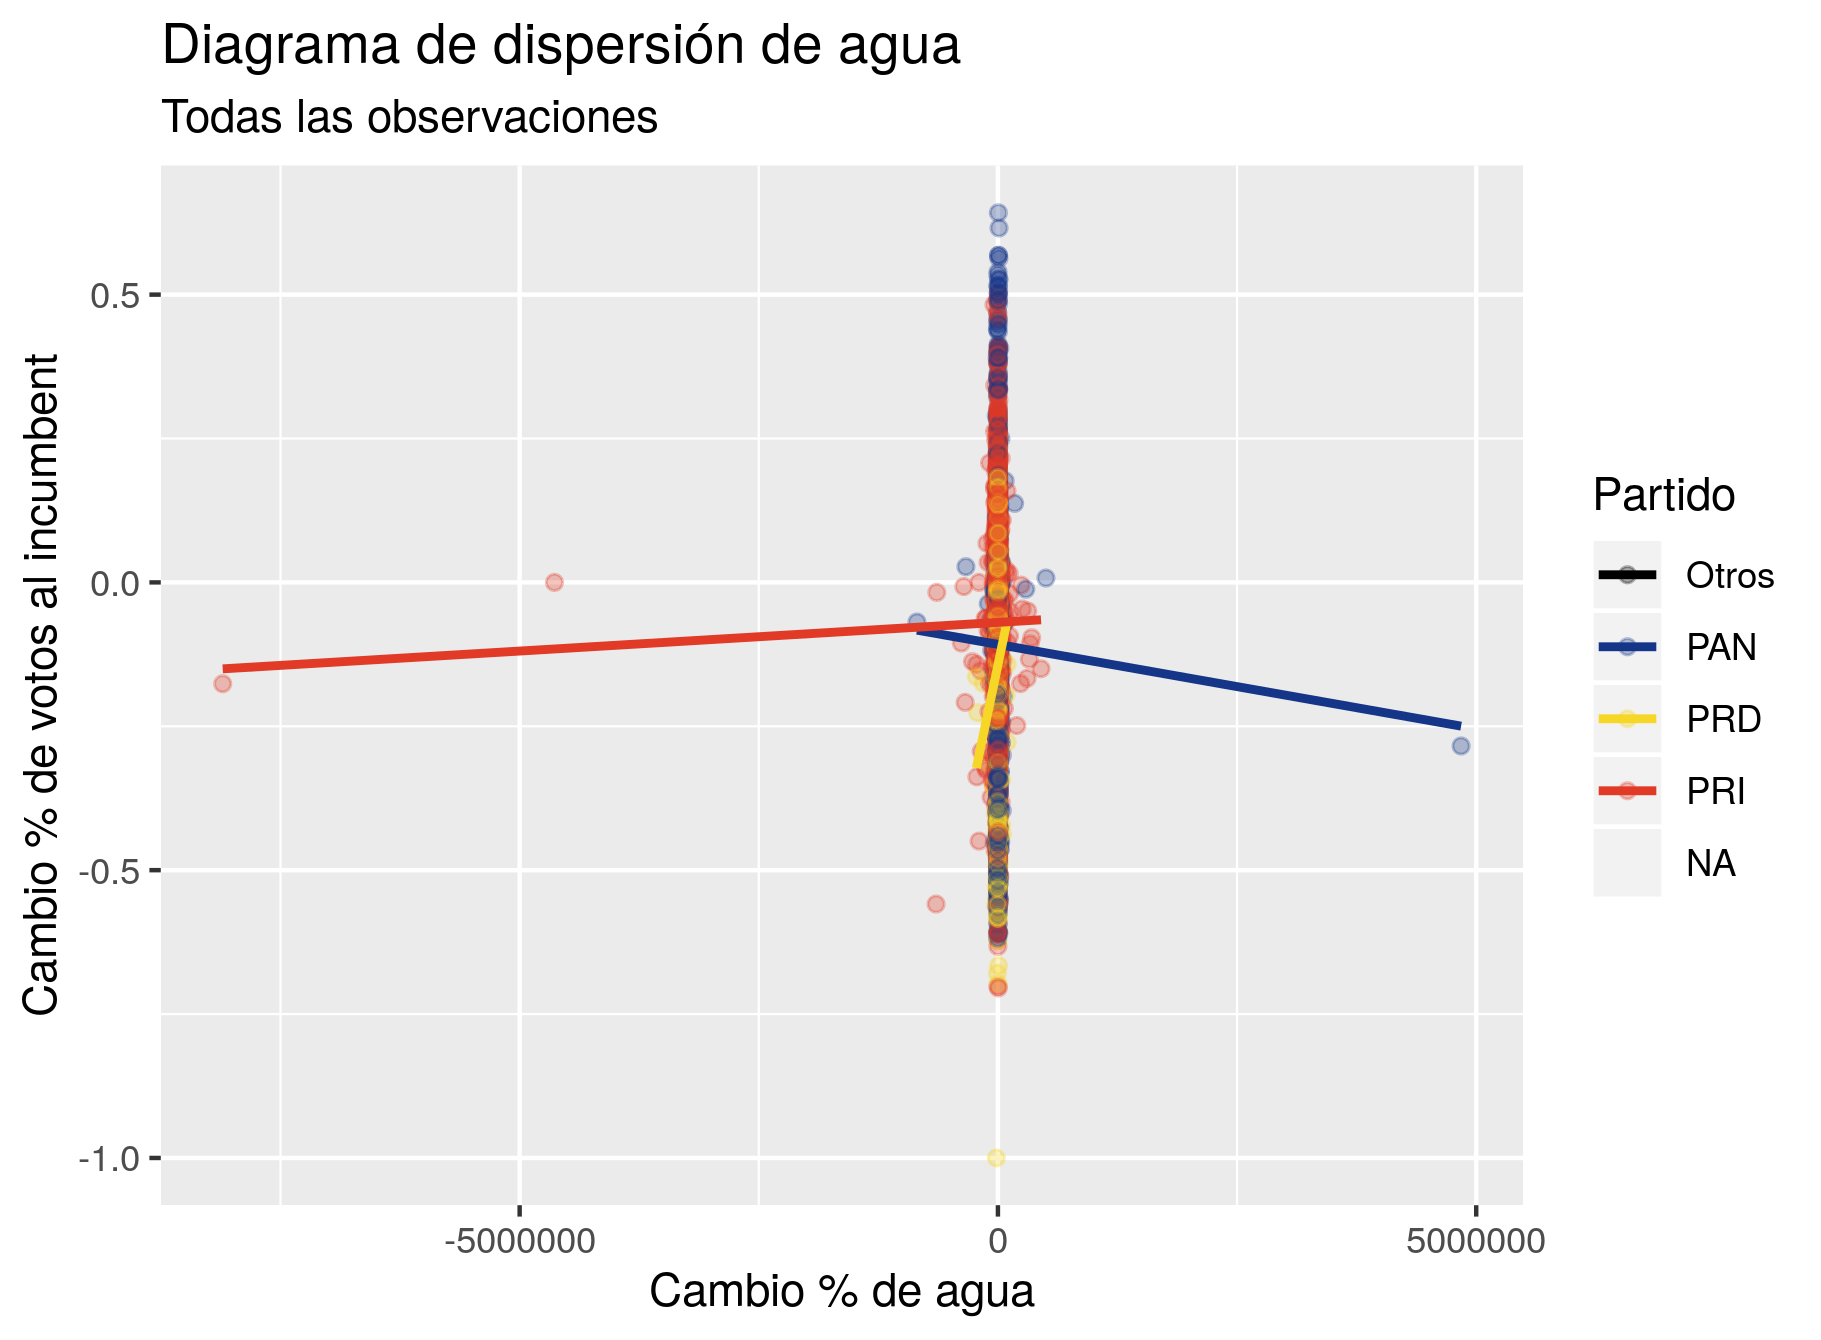 Diagrama de dispersión de agua
Todas las observaciones
Cambio % de votos al incumbent
0.5
0.0
-0.5
-1.0
-5000000
0
5000000
Cambio % de agua
Partido
Otros
PAN
PRD
PRI
NA